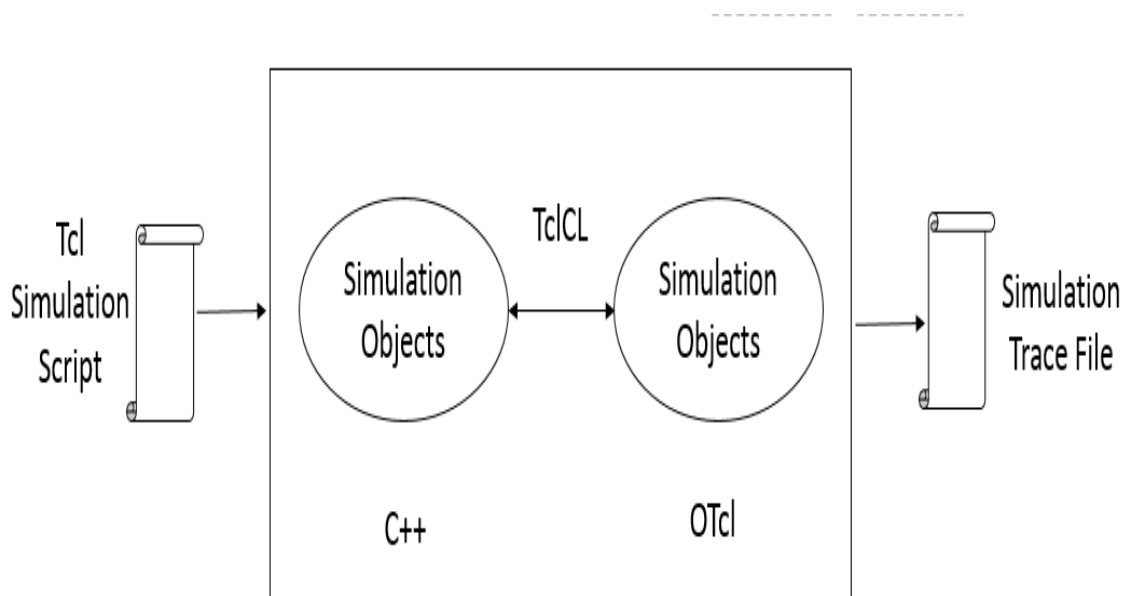 Tcl
Simulation
Script
Simulation
Objects
TclCL
Simulation
Objects
C++
OTcl
Simulation
Trace File